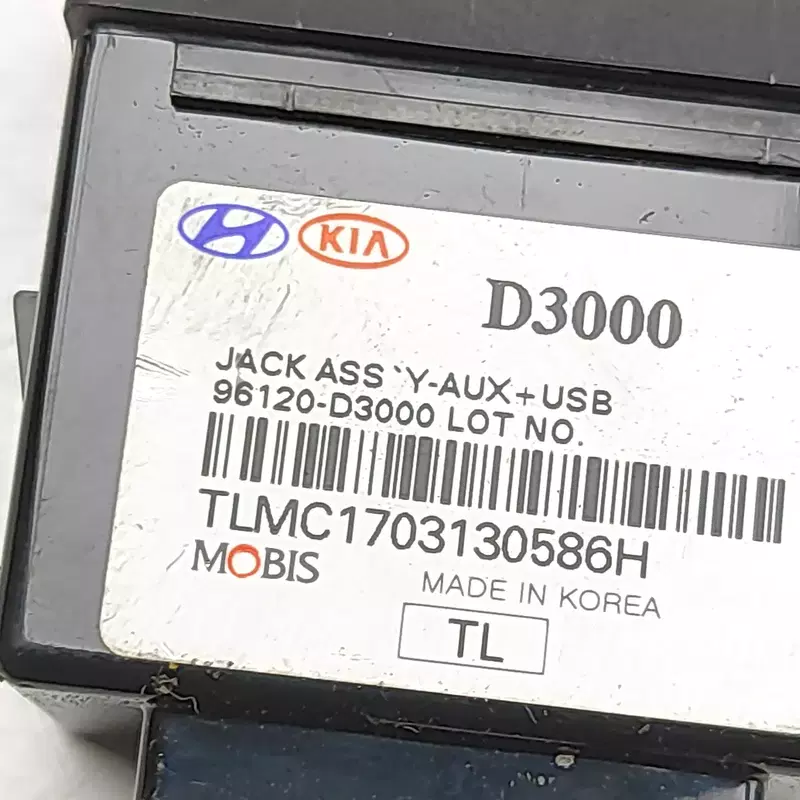 KIA
D3000
JACK ASS`Y-AUX+USB
96120-D3000 LOT NO.
TLMC1703130586H
MOBIS
MADE IN KOREA
TL